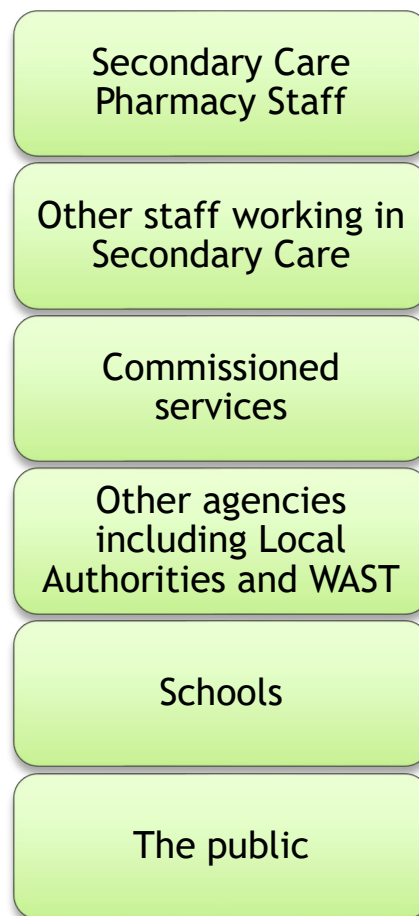 Secondary Care
Pharmacy Staff
Other staff working in
Secondary Care
Commissioned
services
Other agencies
including Local
Authorities and WAST
Schools
The public